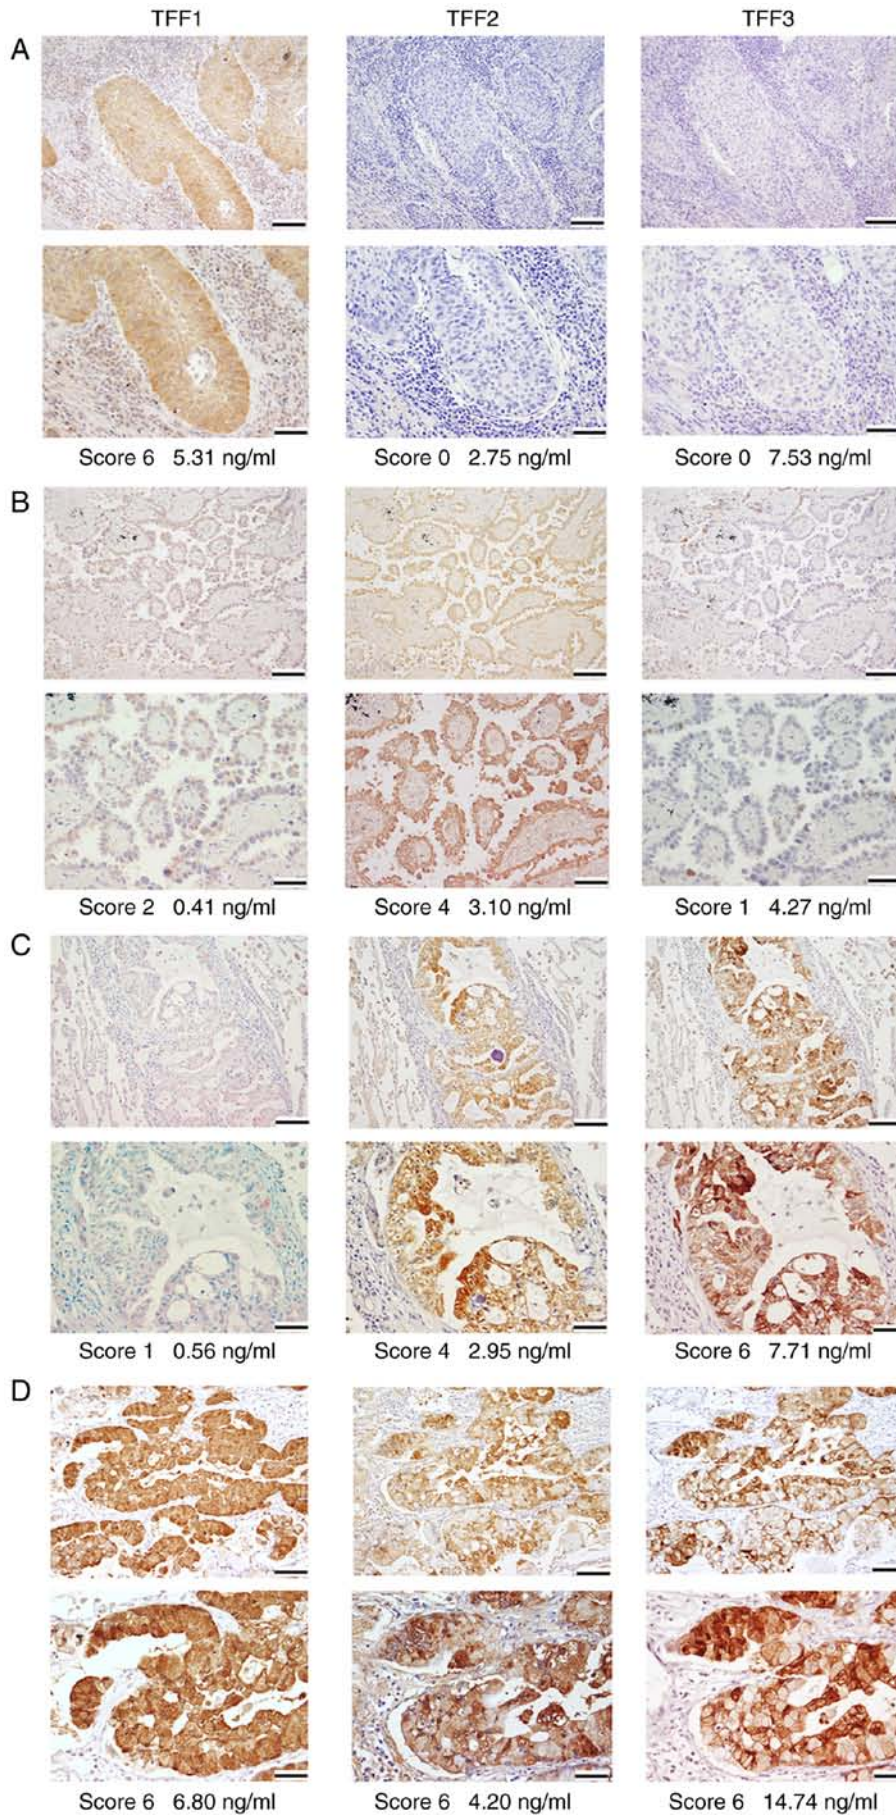 TFF1 TFF2 TFF3
A
Score 6 5.31 ng/ml Score 0 2.75 ng/ml Score 0 7.53 ng/ml
B
Score 2 0.41 ng/ml Score 4 3.10 ng/ml Score 1 4.27 ng/ml
C
Score 1 0.56 ng/ml Score 4 2.95 ng/ml Score 6 7.71 ng/ml
D
Score 6 6.80 ng/ml Score 6 4.20 ng/ml Score 6 14.74 ng/ml